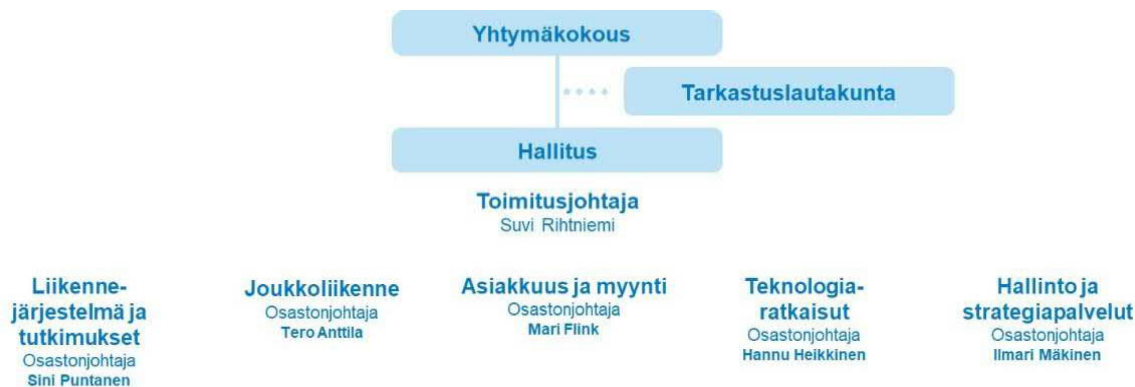 Yhtymäkokous
Tarkastuslautakunta
Hallitus
Toimitusjohtaja
Suvi Rihtniemi
Liikenne-
järjestelmä ja
tutkimukset
Osastonjohtaja
Sini Puntanen
Joukkoliikenne
Osastonjohtaja
Tero Anttila
Asiakkuus ja myynti
Osastonjohtaja
Mari Flink
Teknologia-
ratkaisut
Osastonjohtaja
Hannu Heikkinen
Hallinto ja
strategiapalvelut
Osastonjohtaja
Ilmari Mäkinen